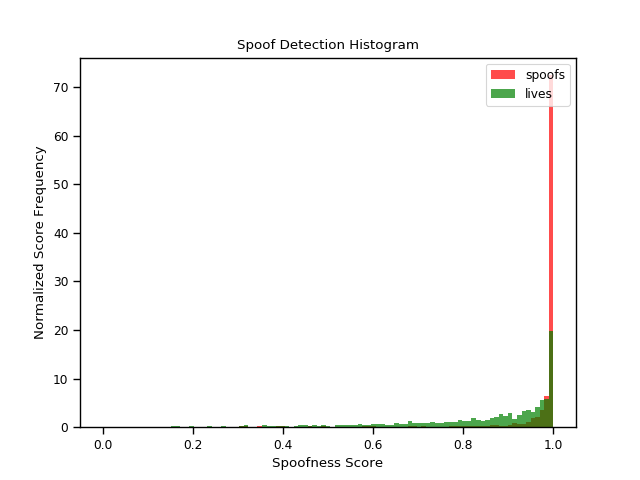 Spoof Detection Histogram
spoofs
lives
70
60
50
40
30
20
10
0
Normalized Score Frequency
0.0 0.2 0.4 0.6 0.8 1.0
Spoofness Score